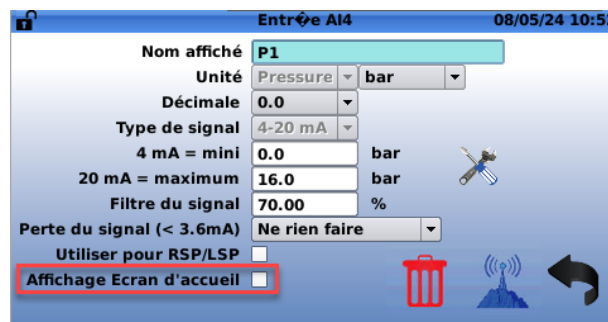 Entr�e AI4 08/05/24 10:5
Nom affiché P1
Unité Pressure bar
Décimale 0.0
Type de signal 4-20 mA
4 mA = mini 0.0 bar
20 mA = maximum 16.0 bar
Filtre du signal 70.00 %
Perte du signal (< 3.6mA) Ne rien faire
Utiliser pour RSP/LSP
Affichage Ecran d'accueil